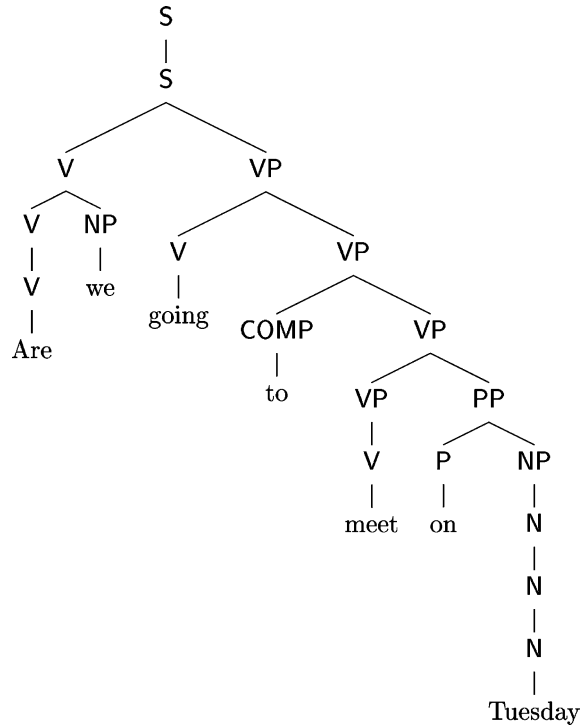 S
S
V VP
V NP V VP
V we going COMP VP
Are to VP PP
V P NP
meet on N
N
N
Tuesday